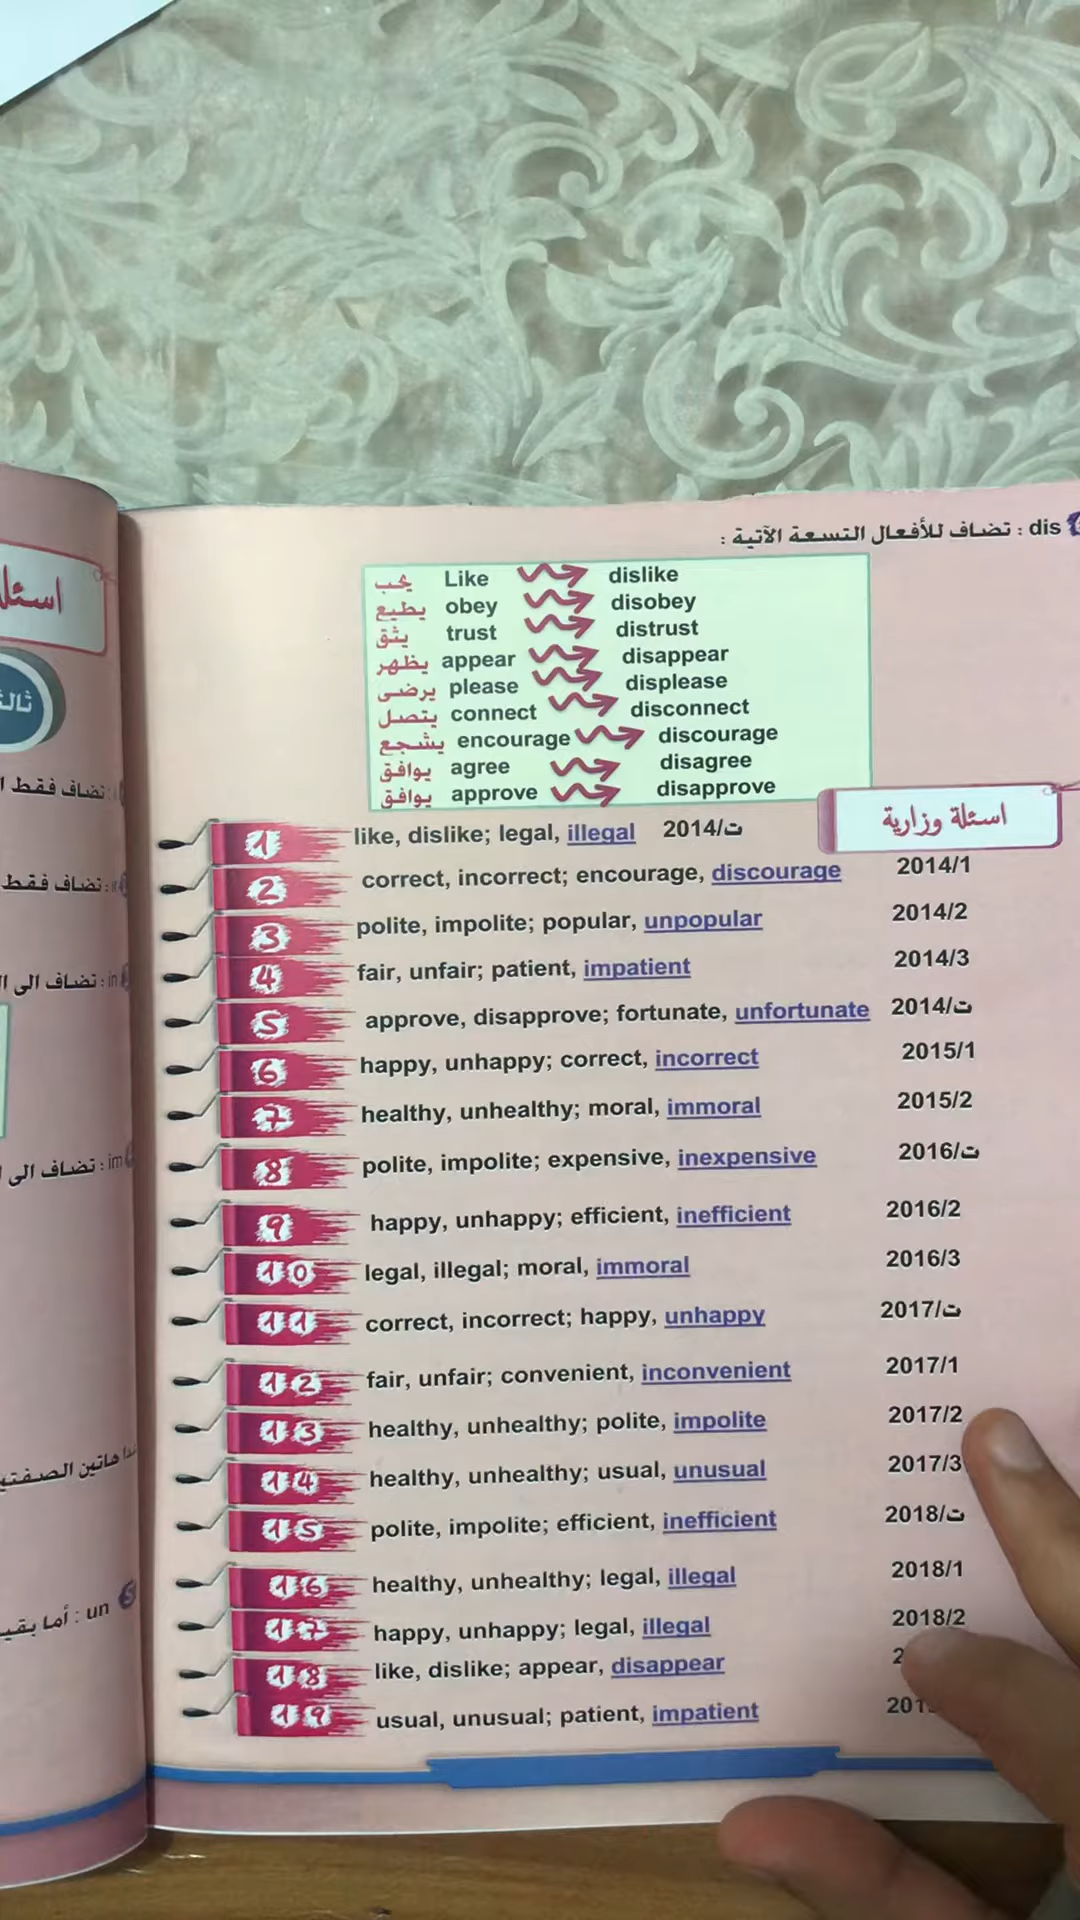 dis : تضاف للأفعال التسعة الآتية :
يحب Like dislike
يطيع obey disobey
يثق trust distrust
يظهر appear disappear
يرضى please displease
يتصل connect disconnect
يشجع encourage discourage
يوافق agree disagree
يوافق approve disapprove
اسئلة وزارية
1 like, dislike; legal, illegal 2014/ت
2 correct, incorrect; encourage, discourage 2014/1
3 polite, impolite; popular, unpopular 2014/2
4 fair, unfair; patient, impatient 2014/3
5 approve, disapprove; fortunate, unfortunate 2014/ت
6 happy, unhappy; correct, incorrect 2015/1
7 healthy, unhealthy; moral, immoral 2015/2
8 polite, impolite; expensive, inexpensive 2016/ت
9 happy, unhappy; efficient, inefficient 2016/2
10 legal, illegal; moral, immoral 2016/3
11 correct, incorrect; happy, unhappy 2017/ت
12 fair, unfair; convenient, inconvenient 2017/1
13 healthy, unhealthy; polite, impolite 2017/2
14 healthy, unhealthy; usual, unusual 2017/3
15 polite, impolite; efficient, inefficient 2018/ت
16 healthy, unhealthy; legal, illegal 2018/1
17 happy, unhappy; legal, illegal 2018/2
18 like, dislike; appear, disappear
19 usual, unusual; patient, impatient
تضاف فقط
تضاف فقط
in : تضاف الى
im : تضاف الى
هاتين
5 un : أما